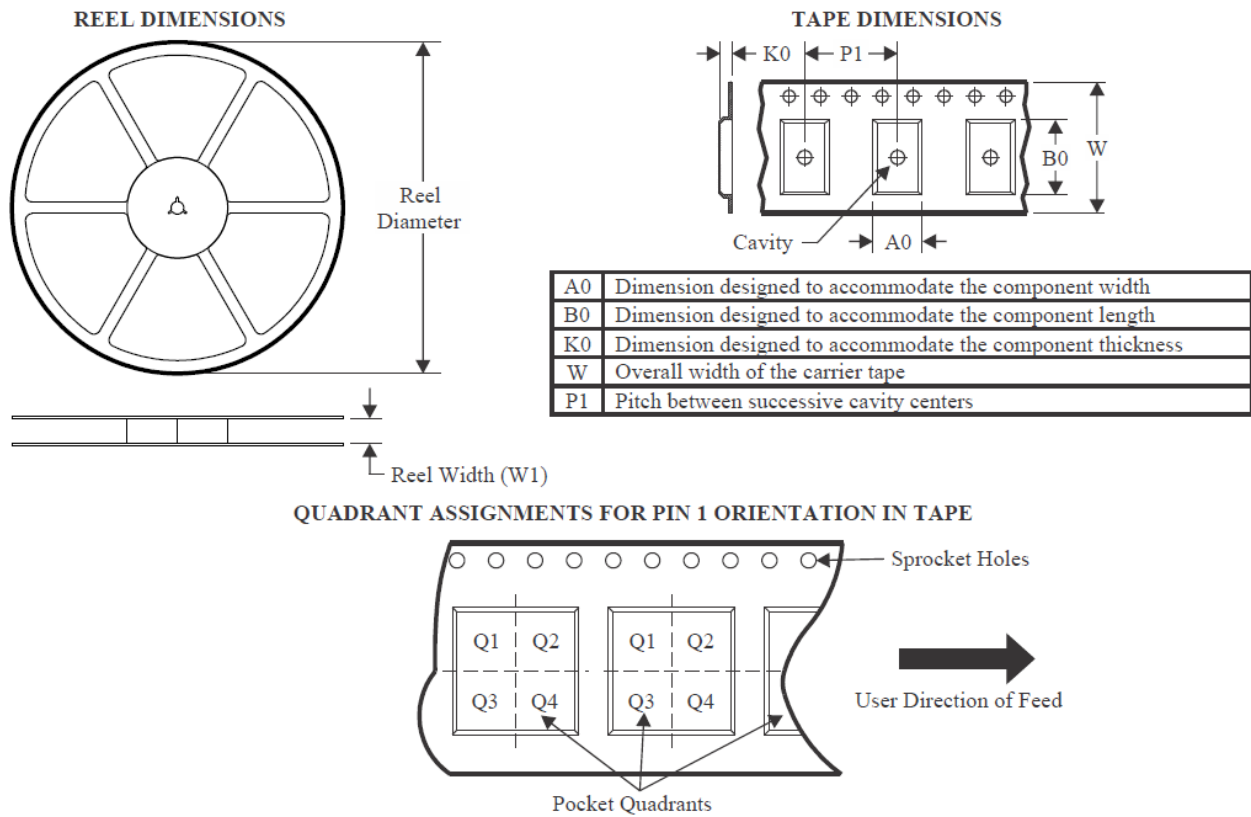 REEL DIMENSIONS
Reel
Diameter
Reel Width (W1)
TAPE DIMENSIONS
K0
P1
B0
W
Cavity
A0
A0 Dimension designed to accommodate the component width
B0 Dimension designed to accommodate the component length
K0 Dimension designed to accommodate the component thickness
W Overall width of the carrier tape
P1 Pitch between successive cavity centers
QUADRANT ASSIGNMENTS FOR PIN 1 ORIENTATION IN TAPE
Sprocket Holes
Q1 Q2 Q1 Q2
Q3 Q4 Q3 Q4
User Direction of Feed
Pocket Quadrants